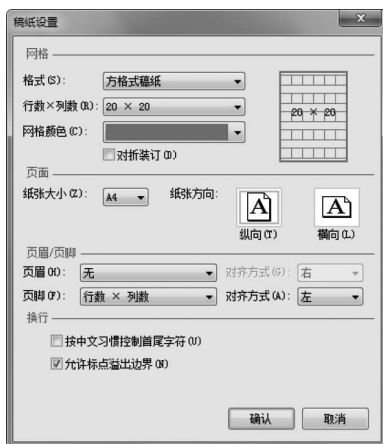 稿纸设置
网格
格式(S): 方格式稿纸
行数×列数(R): 20 × 20
20 × 20
网格颜色(C):
对折装订(D)
页面
纸张大小(Z): A4 纸张方向: A A
纵向(T) 横向(L)
页眉/页脚
页眉(H): 无 对齐方式(G): 右
页脚(F): 行数 × 列数 对齐方式(A): 左
换行
按中文习惯控制首尾字符(U)
允许标点溢出边界(N)
确认 取消